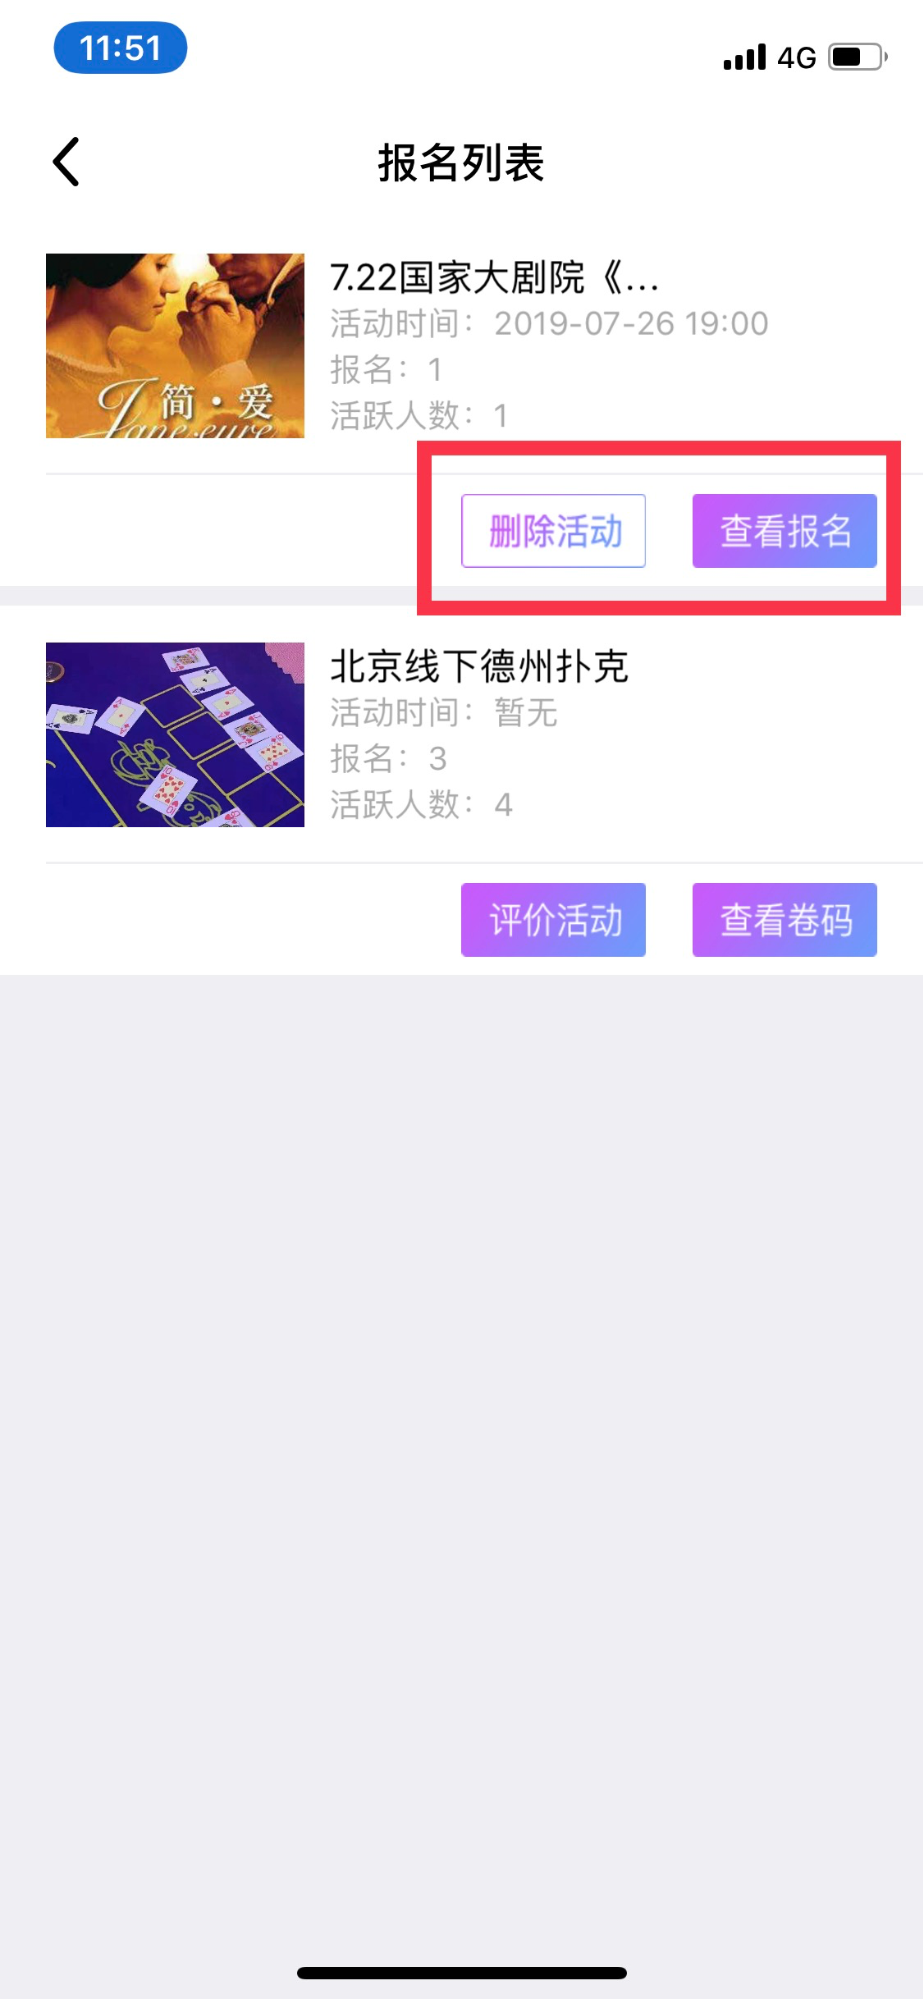 11:51
4G
报名列表
7.22国家大剧院《...
活动时间：2019-07-26 19:00
报名：1
活跃人数：1
简·爱
Jane·eyre
删除活动
查看报名
北京线下德州扑克
活动时间：暂无
报名：3
活跃人数：4
评价活动
查看卷码